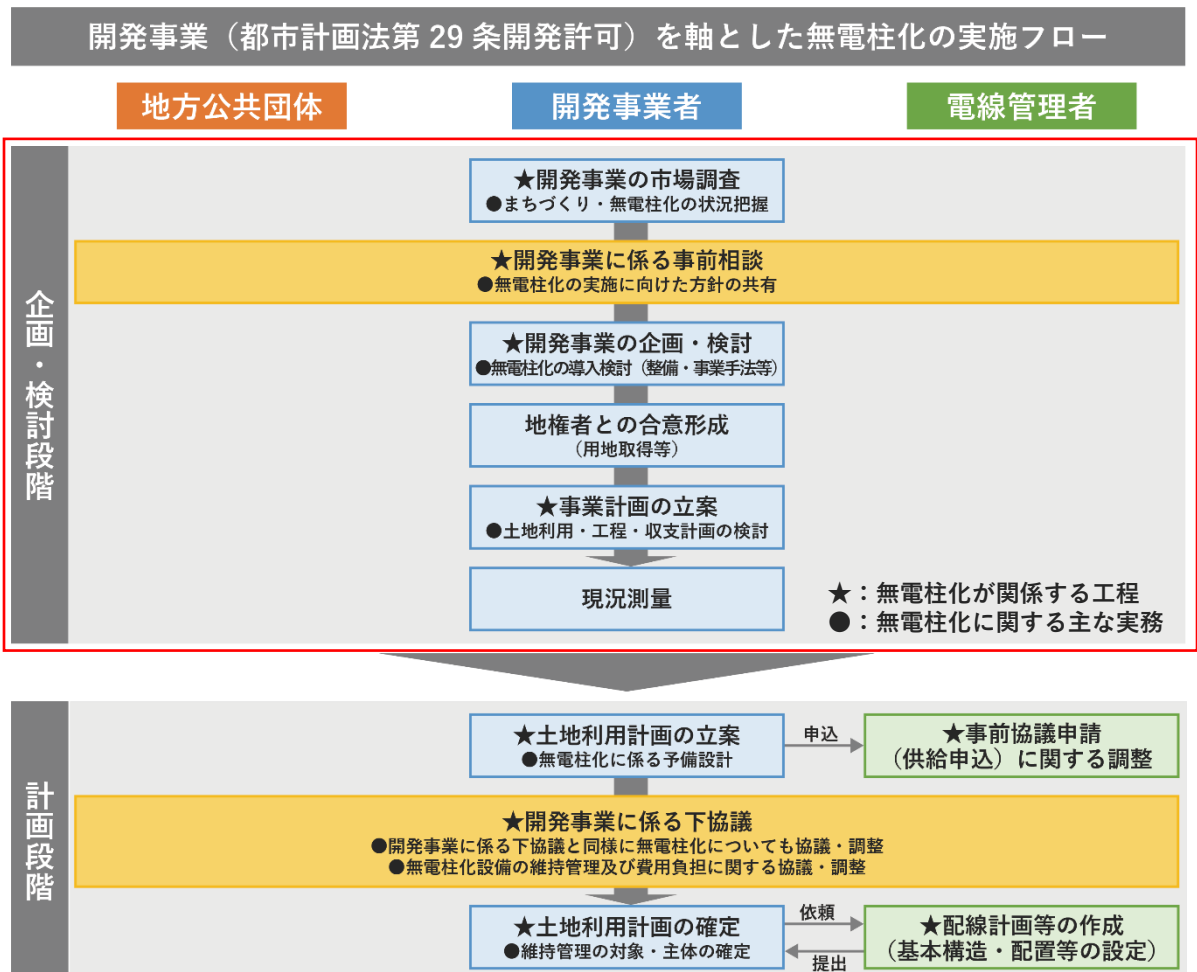 開発事業（都市計画法第 29 条開発許可）を軸とした無電柱化の実施フロー
地方公共団体
開発事業者
電線管理者
企画・検討段階
★開発事業の市場調査
●まちづくり・無電柱化の状況把握
★開発事業に係る事前相談
●無電柱化の実施に向けた方針の共有
★開発事業の企画・検討
●無電柱化の導入検討（整備・事業手法等）
地権者との合意形成
（用地取得等）
★事業計画の立案
●土地利用・工程・収支計画の検討
現況測量
★：無電柱化が関係する工程
●：無電柱化に関する主な実務
計画段階
★土地利用計画の立案
●無電柱化に係る予備設計
申込
★事前協議申請
（供給申込）に関する調整
★開発事業に係る下協議
●開発事業に係る下協議と同様に無電柱化についても協議・調整
●無電柱化設備の維持管理及び費用負担に関する協議・調整
★土地利用計画の確定
●維持管理の対象・主体の確定
依頼
提出
★配線計画等の作成
（基本構造・配置等の設定）